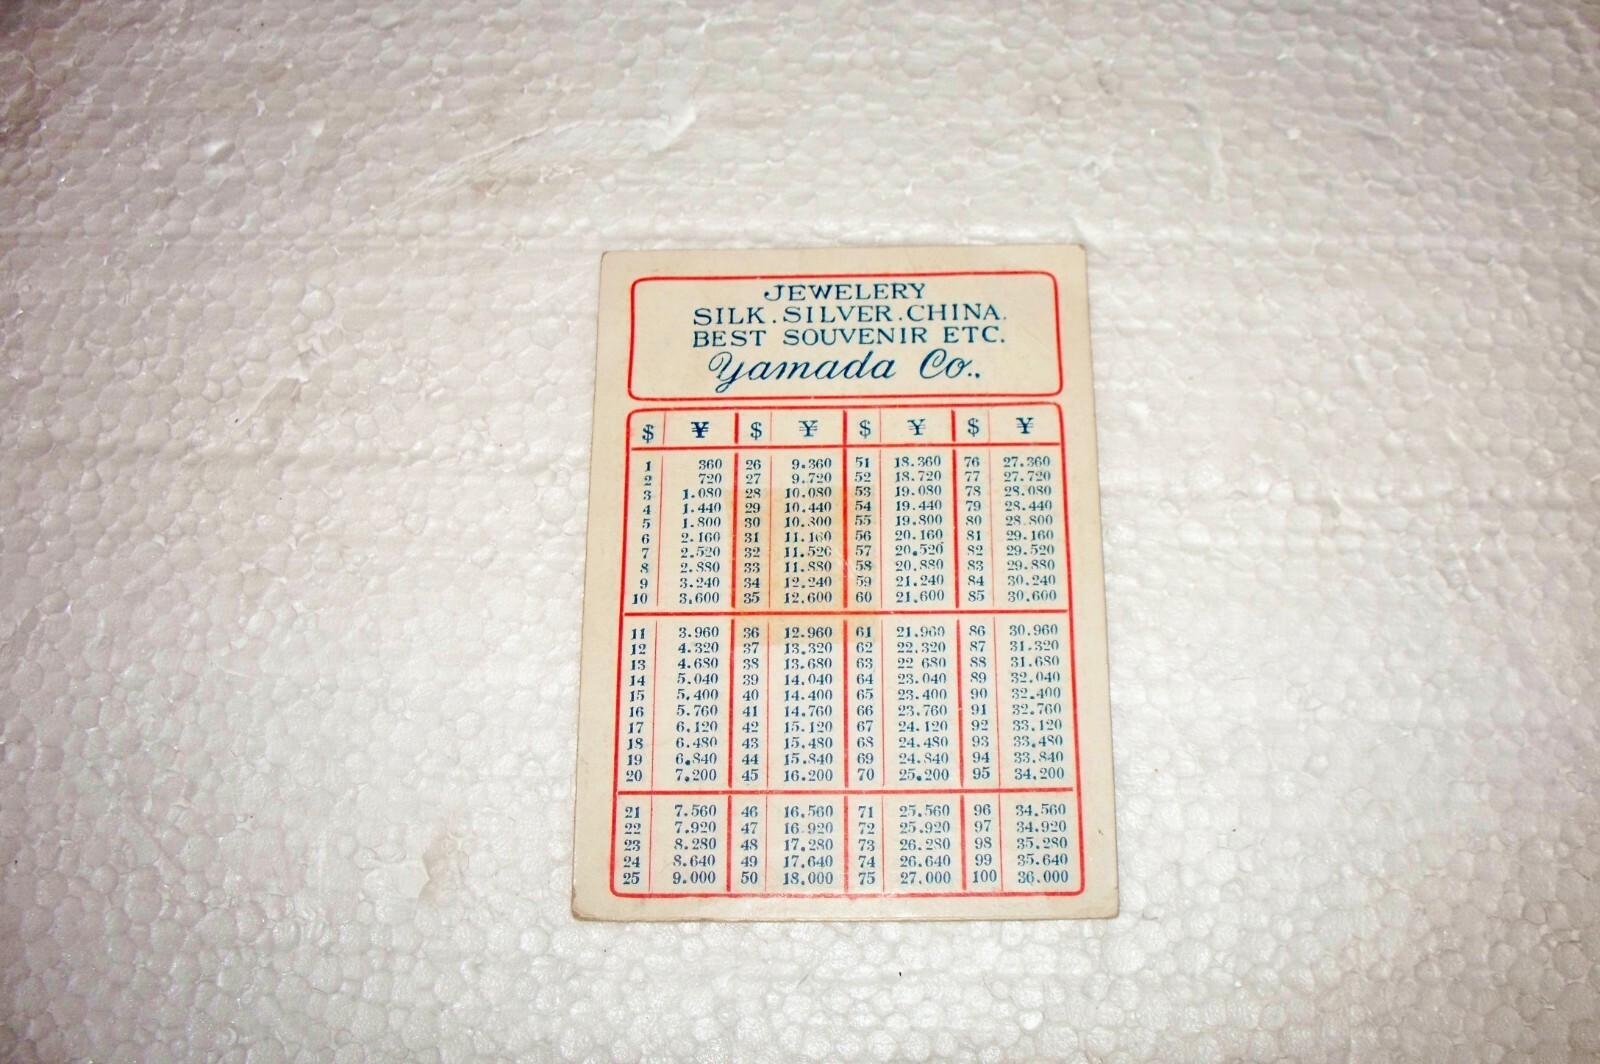 JEWELERY
SILK.SILVER.CHINA.
BEST SOUVENIR ETC.
Yamada Co..
$ ¥ $ ¥ $ ¥ $ ¥
1 360 26 9.360 51 18.360 76 27.360
2 720 27 9.720 52 18.720 77 27.720
3 1.080 28 10.080 53 19.080 78 28.080
4 1.440 29 10.440 54 19.440 79 28.440
5 1.800 30 10.800 55 19.800 80 28.800
6 2.160 31 11.160 56 20.160 81 29.160
7 2.520 32 11.520 57 20.520 82 29.520
8 2.880 33 11.880 58 20.880 83 29.880
9 3.240 34 12.240 59 21.240 84 30.240
10 3.600 35 12.600 60 21.600 85 30.600
11 3.960 36 12.960 61 21.960 86 30.960
12 4.320 37 13.320 62 22.320 87 31.320
13 4.680 38 13.680 63 22 680 88 31.680
14 5.040 39 14.040 64 23.040 89 32.040
15 5.400 40 14.400 65 23.400 90 32.400
16 5.760 41 14.760 66 23.760 91 32.760
17 6.120 42 15.120 67 24.120 92 33.120
18 6.480 43 15.480 68 24.480 93 33.480
19 6.840 44 15.840 69 24.840 94 33.840
20 7.200 45 16.200 70 25.200 95 34.200
21 7.560 46 16.560 71 25.560 96 34.560
22 7.920 47 16 920 72 25.920 97 34.920
23 8.280 48 17.280 73 26.280 98 35.280
24 8.640 49 17.640 74 26.640 99 35.640
25 9.000 50 18.000 75 27.000 100 36.000